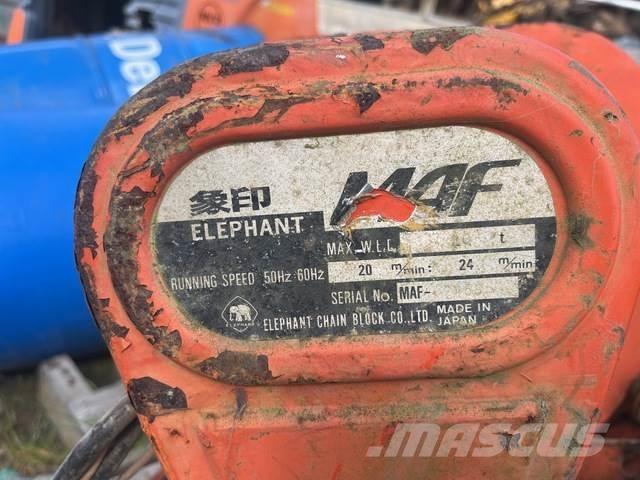 De
象印
MAF
ELEPHANT
MAX. W.L.L. t
RUNNING SPEED 50Hz 60Hz 20 m/min : 24 m/min
SERIAL No. MAF-
ELEPHANT CHAIN BLOCK CO., LTD. MADE IN JAPAN
MASCUS